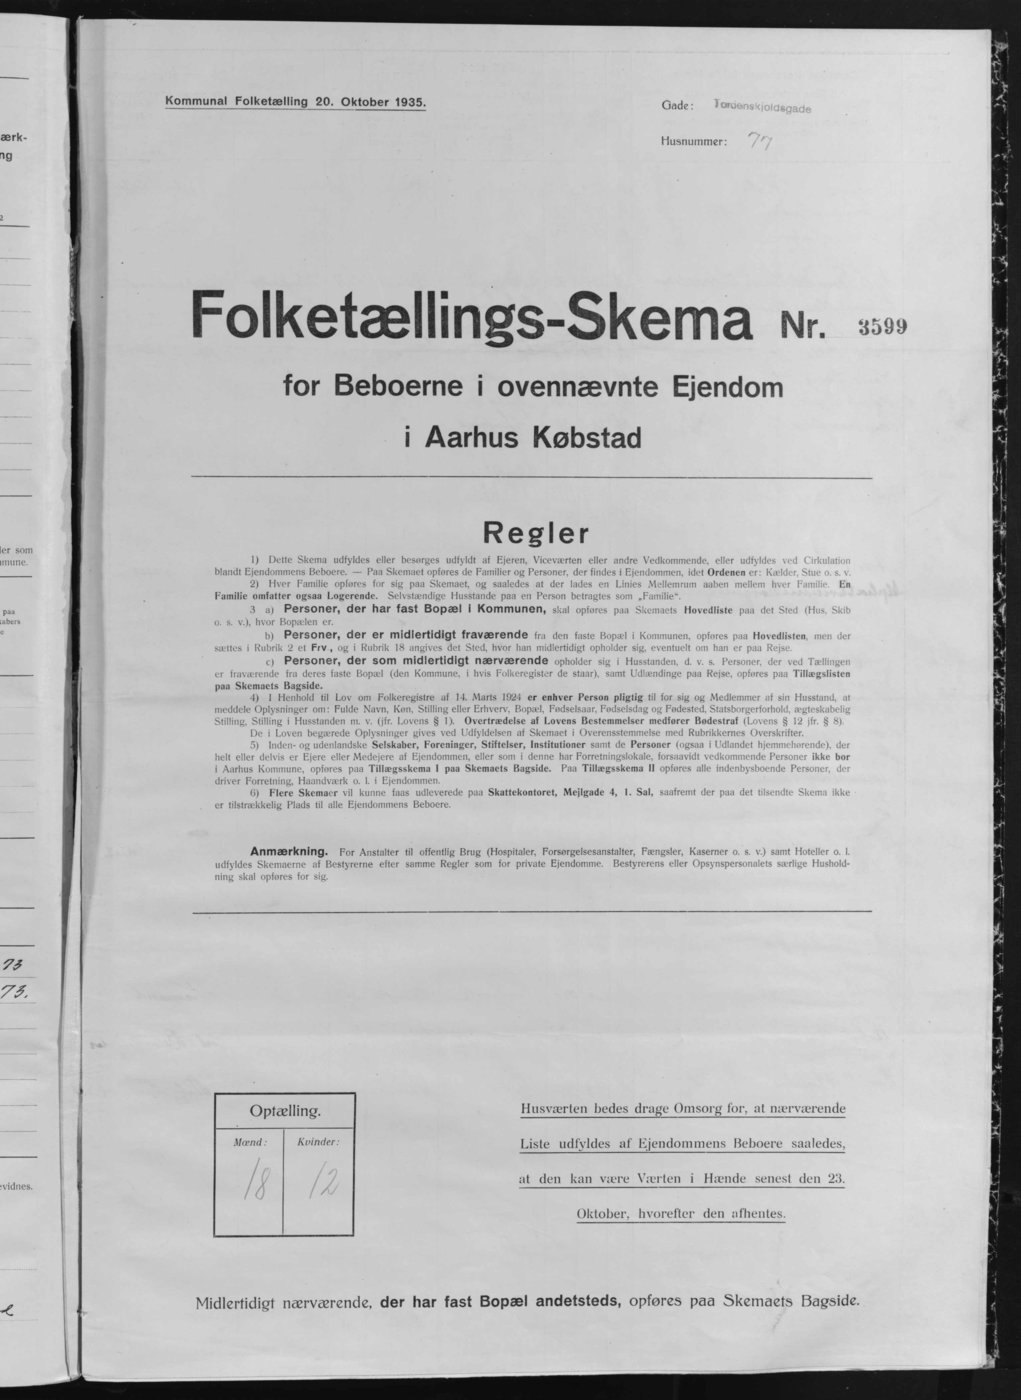 Kommunal Folketælling 20. Oktober 1935.
Gade: Tordenskjoldsgade
Husnummer: 77
Folketællings-Skema Nr. 3599
for Beboerne i ovennævnte Ejendom
i Aarhus Købstad
Regler
1) Dette Skema udfyldes eller besørges udfyldt af Ejeren, Viceværten eller andre Vedkommende, eller udfyldes ved Cirkulation
blandt Ejendommens Beboere. — Paa Skemaet opføres de Familier og Personer, der findes i Ejendommen, idet Ordenen er: Kælder, Stue o. s. v.
2) Hver Familie opføres for sig paa Skemaet, og saaledes at der lades en Linies Mellemrum aaben mellem hver Familie. En
Familie omfatter ogsaa Logerende. Selvstændige Husstande paa en Person betragtes som „Familie“.
3 a) Personer, der har fast Bopæl i Kommunen, skal opføres paa Skemaets Hovedliste paa det Sted (Hus, Skib
o. s. v.), hvor Bopælen er.
b) Personer, der er midlertidigt fraværende fra den faste Bopæl i Kommunen, opføres paa Hovedlisten, men der
sættes i Rubrik 2 et Frv., og i Rubrik 18 angives det Sted, hvor han midlertidigt opholder sig, eventuelt om han er paa Rejse.
c) Personer, der som midlertidigt nærværende opholder sig i Husstanden, d. v. s. Personer, der ved Tællingen
er fraværende fra deres faste Bopæl (den Kommune, i hvis Folkeregister de staar), samt Udlændinge paa Rejse, opføres paa Tillægslisten
paa Skemaets Bagside.
4) I Henhold til Lov om Folkeregistre af 14. Marts 1924 er enhver Person pligtig til for sig og Medlemmer af sin Husstand, at
meddele Oplysninger om: Fulde Navn, Køn, Stilling eller Erhverv, Bopæl, Fødselsaar, Fødselsdag og Fødested, Statsborgerforhold, ægteskabelig
Stilling, Stilling i Husstanden m. v. (jfr. Lovens § 1). Overtrædelse af Lovens Bestemmelser medfører Bødestraf (Lovens § 12 jfr. § 8).
De i Loven begærede Oplysninger gives ved Udfyldelsen af Skemaet i Overensstemmelse med Rubrikkernes Overskrifter.
5) Inden- og udenlandske Selskaber, Foreninger, Stiftelser, Institutioner samt de Personer (ogsaa i Udlandet hjemmehørende), der
helt eller delvis er Ejere eller Medejere af Ejendommen, eller som i denne har Forretningslokale, forsaavidt vedkommende Personer ikke bor
i Aarhus Kommune, opføres paa Tillægsskema I paa Skemaets Bagside. Paa Tillægsskema II opføres alle indenbysboende Personer, der
driver Forretning, Haandværk o. l. i Ejendommen.
6) Flere Skemaer vil kunne faas udleverede paa Skattekontoret, Mejlgade 4, 1. Sal, saafremt der paa det tilsendte Skema ikke
er tilstrækkelig Plads til alle Ejendommens Beboere.
Anmærkning. For Anstalter til offentlig Brug (Hospitaler, Forsørgelsesanstalter, Fængsler, Kaserner o. s. v.) samt Hoteller o. l.
udfyldes Skemaerne af Bestyrerne efter samme Regler som for private Ejendomme. Bestyrerens eller Opsynspersonalets særlige Hushold-
ning skal opføres for sig.
Optælling.
Mænd: Kvinder:
18 12
Husværten bedes drage Omsorg for, at nærværende
Liste udfyldes af Ejendommens Beboere saaledes,
at den kan være Værten i Hænde senest den 23.
Oktober, hvorefter den afhentes.
Midlertidigt nærværende, der har fast Bopæl andetsteds, opføres paa Skemaets Bagside.
ærk-
ng
2
ler som
mmune.
paa
kabers
e
73
73.
evidnes.